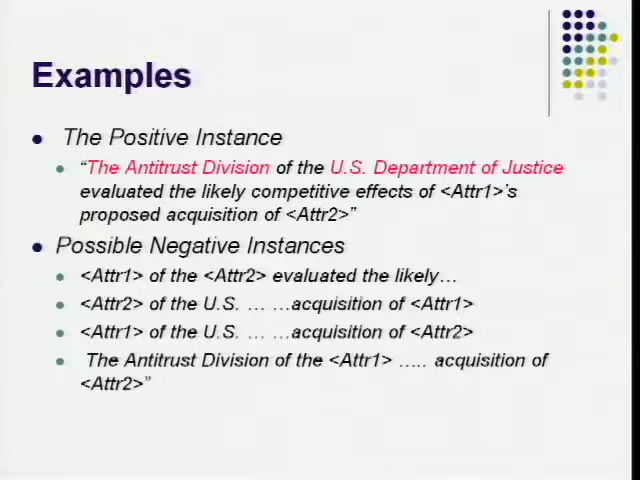 Examples
The Positive Instance
“The Antitrust Division of the U.S. Department of Justice
evaluated the likely competitive effects of <Attr1>’s
proposed acquisition of <Attr2>”
Possible Negative Instances
<Attr1> of the <Attr2> evaluated the likely…
<Attr2> of the U.S. … …acquisition of <Attr1>
<Attr1> of the U.S. … …acquisition of <Attr2>
The Antitrust Division of the <Attr1> ….. acquisition of
<Attr2>”